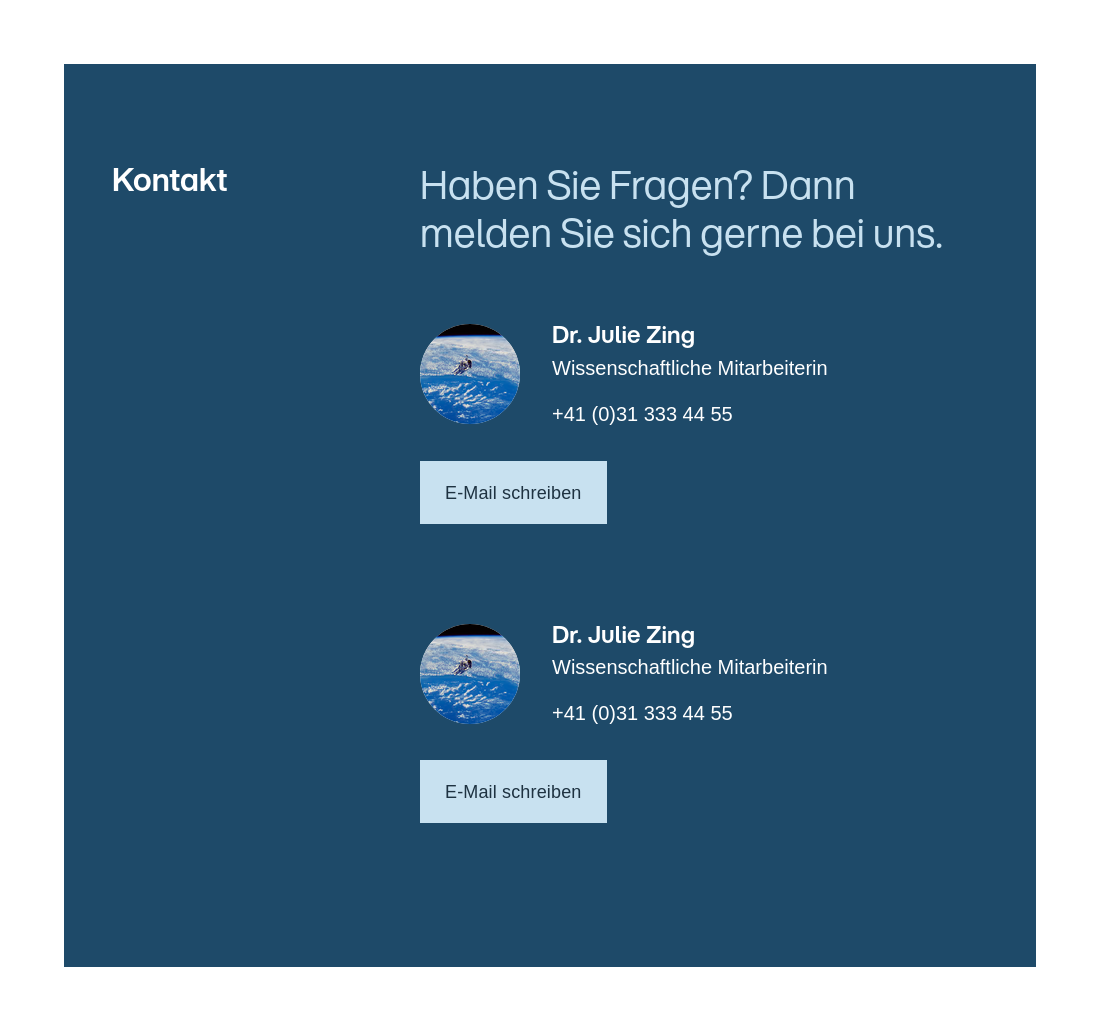 Kontakt
Haben Sie Fragen? Dann
melden Sie sich gerne bei uns.
Dr. Julie Zing
Wissenschaftliche Mitarbeiterin
+41 (0)31 333 44 55
E-Mail schreiben
Dr. Julie Zing
Wissenschaftliche Mitarbeiterin
+41 (0)31 333 44 55
E-Mail schreiben